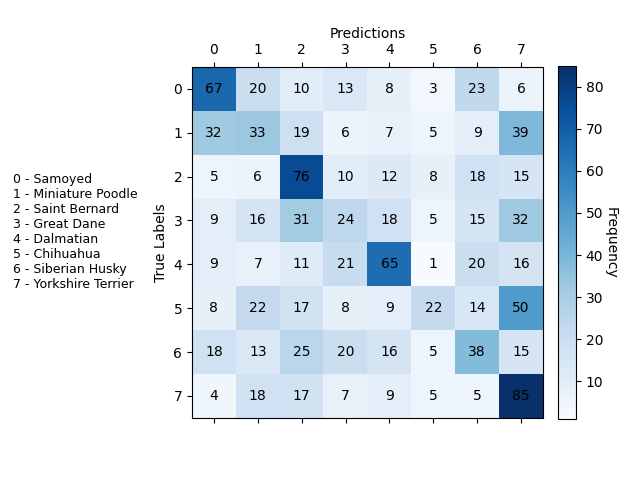 Predictions
0 1 2 3 4 5 6 7
0 67 20 10 13 8 3 23 6
1 32 33 19 6 7 5 9 39
2 5 6 76 10 12 8 18 15
3 9 16 31 24 18 5 15 32
4 9 7 11 21 65 1 20 16
5 8 22 17 8 9 22 14 50
6 18 13 25 20 16 5 38 15
7 4 18 17 7 9 5 5 85
True Labels
0 - Samoyed
1 - Miniature Poodle
2 - Saint Bernard
3 - Great Dane
4 - Dalmatian
5 - Chihuahua
6 - Siberian Husky
7 - Yorkshire Terrier
80
70
60
50
40
30
20
10
Frequency